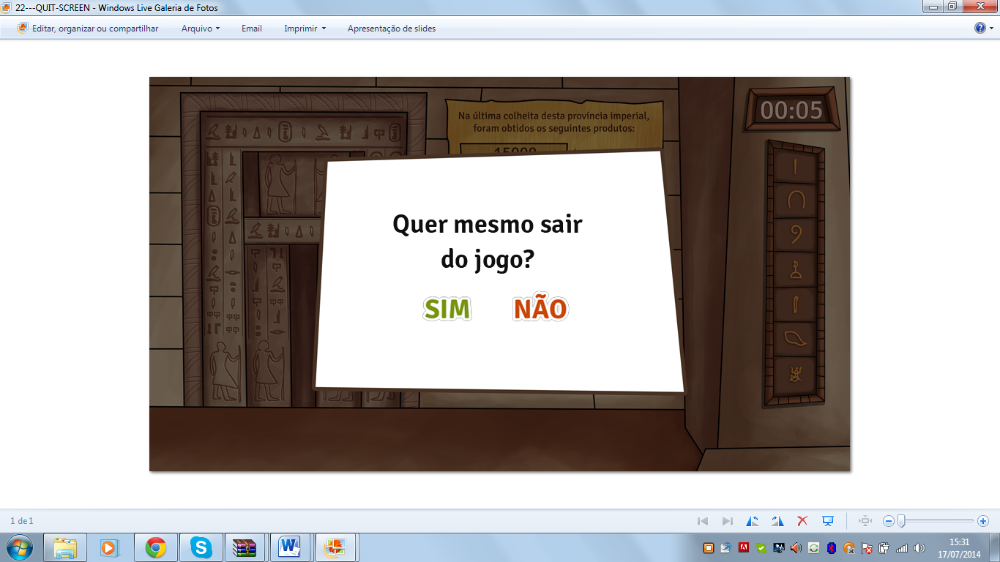 22---QUIT-SCREEN - Windows Live Galeria de Fotos
Editar, organizar ou compartilhar Arquivo Email Imprimir Apresentação de slides
Na última colheita desta província imperial,
foram obtidos os seguintes produtos:
15000
00:05
Quer mesmo sair
do jogo?
SIM NÃO
1 de 1
15:31
17/07/2014